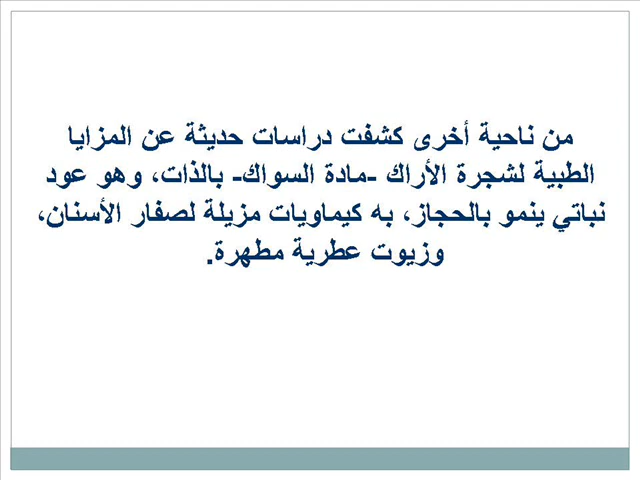 من ناحية أخرى كشفت دراسات حديثة عن المزايا
الطبية لشجرة الأراك -مادة السواك- بالذات، وهو عود
نباتي ينمو بالحجاز، به كيماويات مزيلة لصفار الأسنان،
وزيوت عطرية مطهرة.